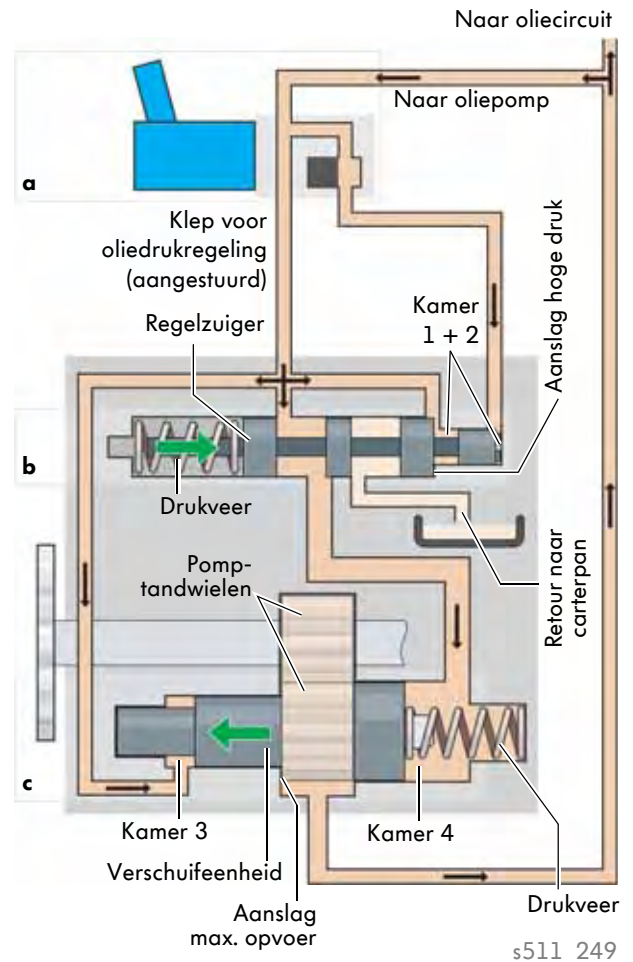 Naar oliecircuit
Naar oliepomp
a
Klep voor
oliedrukregeling
(aangestuurd)
Regelzuiger
Kamer
1 + 2
Aanslag hoge druk
b
Drukveer
Pomp-
tandwielen
Retour naar
carterpan
c
Kamer 3
Kamer 4
Verschuifeenheid
Aanslag
max. opvoer
Drukveer
s511_249